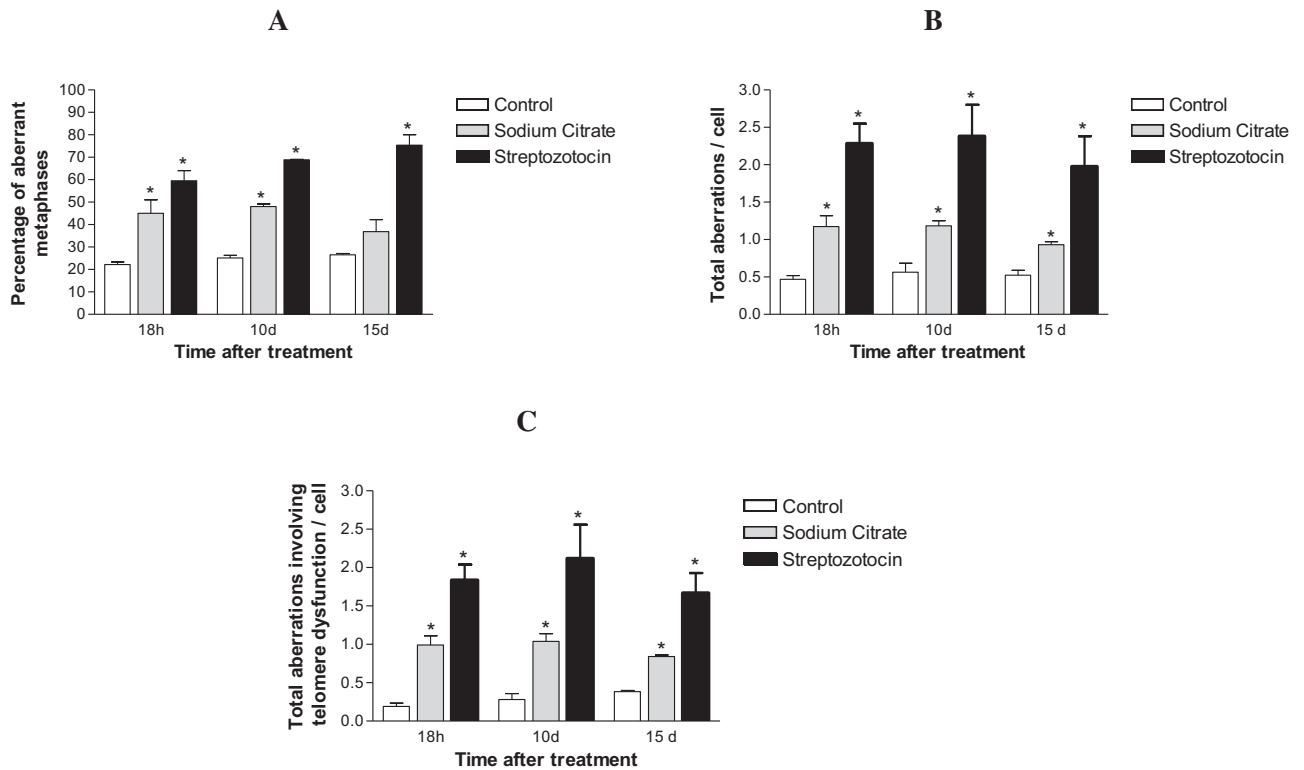 A
B
Percentage of aberrant
metaphases
100
90
80
70
60
50
40
30
20
10
0
*
*
*
*
*
18h
10d
15d
Time after treatment
Control
Sodium Citrate
Streptozotocin
Total aberrations / cell
3.0
2.5
2.0
1.5
1.0
0.5
0.0
*
*
*
*
*
*
18h
10d
15 d
Time after treatment
Control
Sodium Citrate
Streptozotocin
C
Total aberrations involving
telomere dysfunction / cell
3.0
2.5
2.0
1.5
1.0
0.5
0.0
*
*
*
*
*
*
18h
10d
15 d
Time after treatment
Control
Sodium Citrate
Streptozotocin